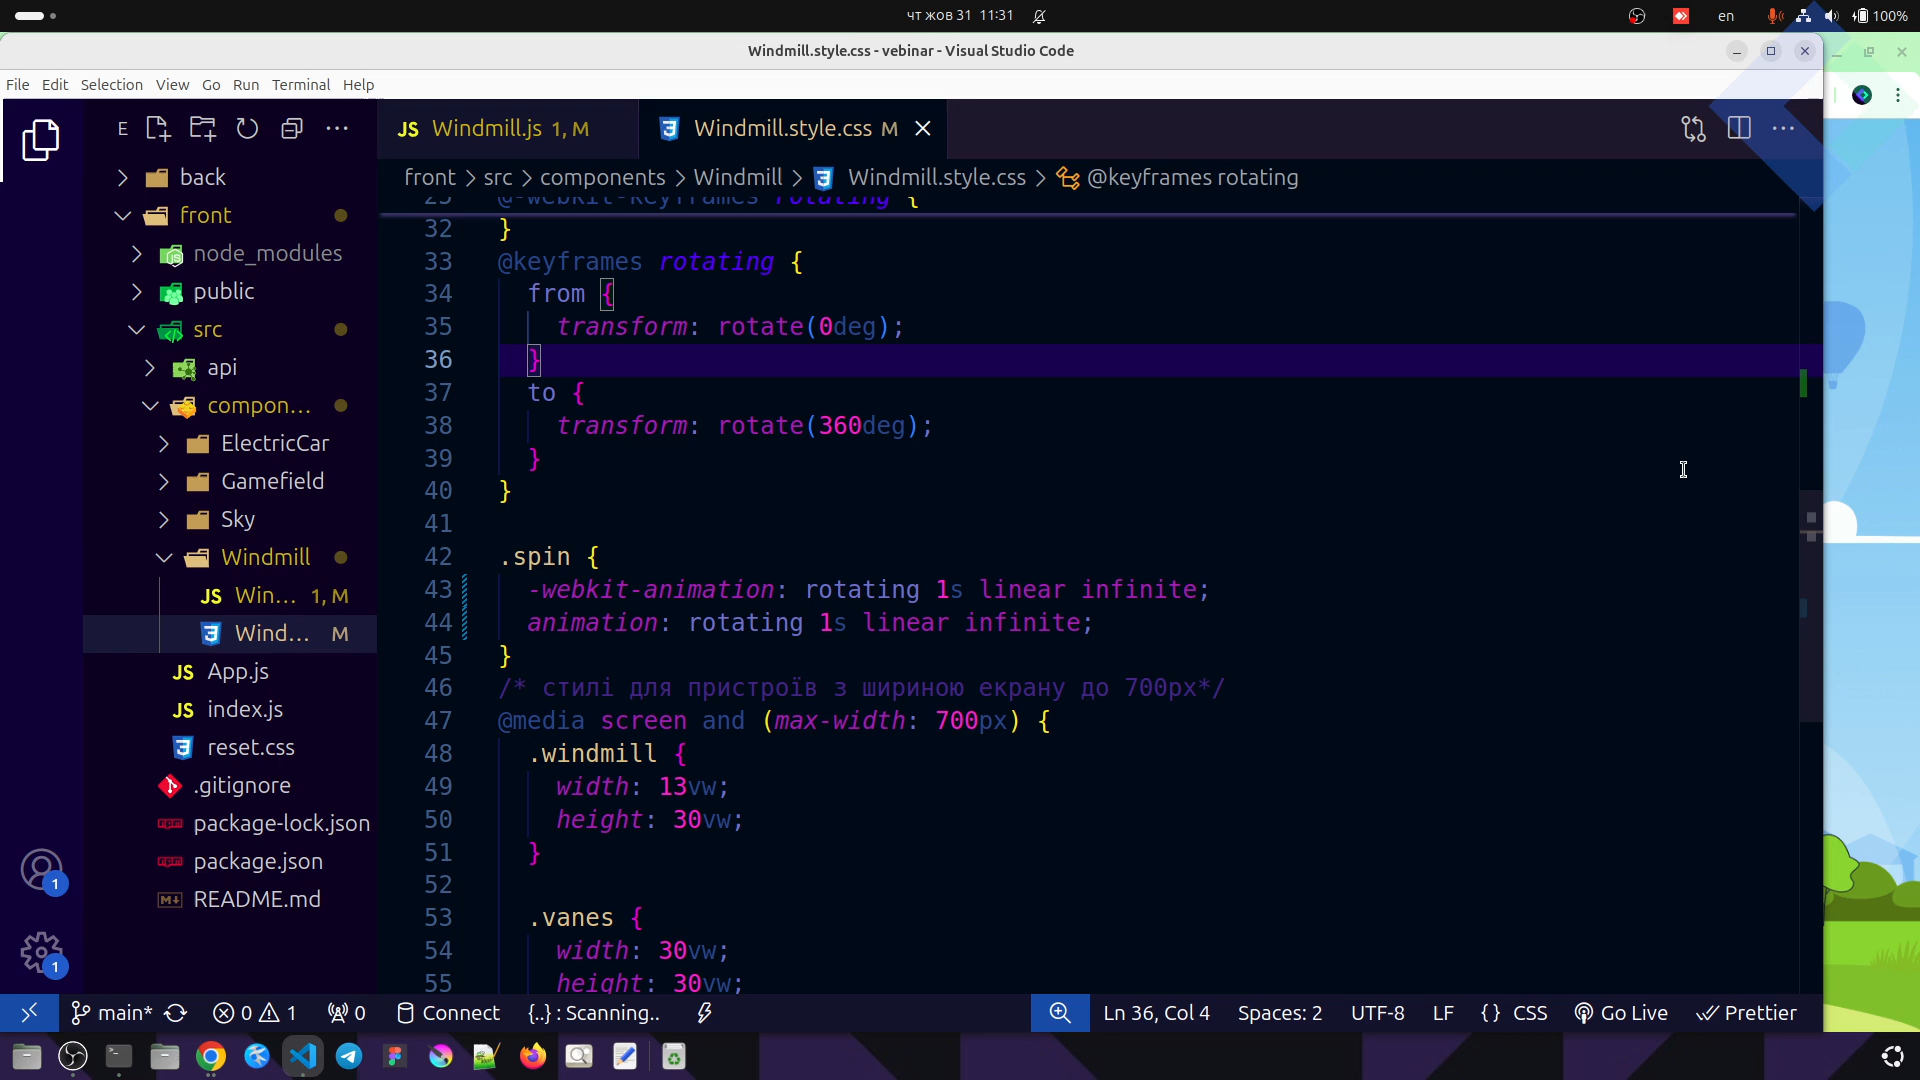 чт жов 31 11:31
en
100%
Windmill.style.css - vebinar - Visual Studio Code
File Edit Selection View Go Run Terminal Help
E
JS Windmill.js 1, M
Windmill.style.css M
front > src > components > Windmill > Windmill.style.css > @keyframes rotating
back
front
node_modules
public
src
api
compon...
ElectricCar
Gamefield
Sky
Windmill
JS Win... 1, M
Wind... M
JS App.js
JS index.js
reset.css
.gitignore
package-lock.json
package.json
README.md
@-webkit-keyframes rotating {
32 }
33 @keyframes rotating {
34 from {
35 transform: rotate(0deg);
36 }
37 to {
38 transform: rotate(360deg);
39 }
40 }
41
42 .spin {
43 -webkit-animation: rotating 1s linear infinite;
44 animation: rotating 1s linear infinite;
45 }
46 /* стилі для пристроїв з шириною екрану до 700px*/
47 @media screen and (max-width: 700px) {
48 .windmill {
49 width: 13vw;
50 height: 30vw;
51 }
52
53 .vanes {
54 width: 30vw;
55 height: 30vw;
1
1
main* 0 1 0 Connect {..} : Scanning.. Ln 36, Col 4 Spaces: 2 UTF-8 LF {} CSS Go Live Prettier